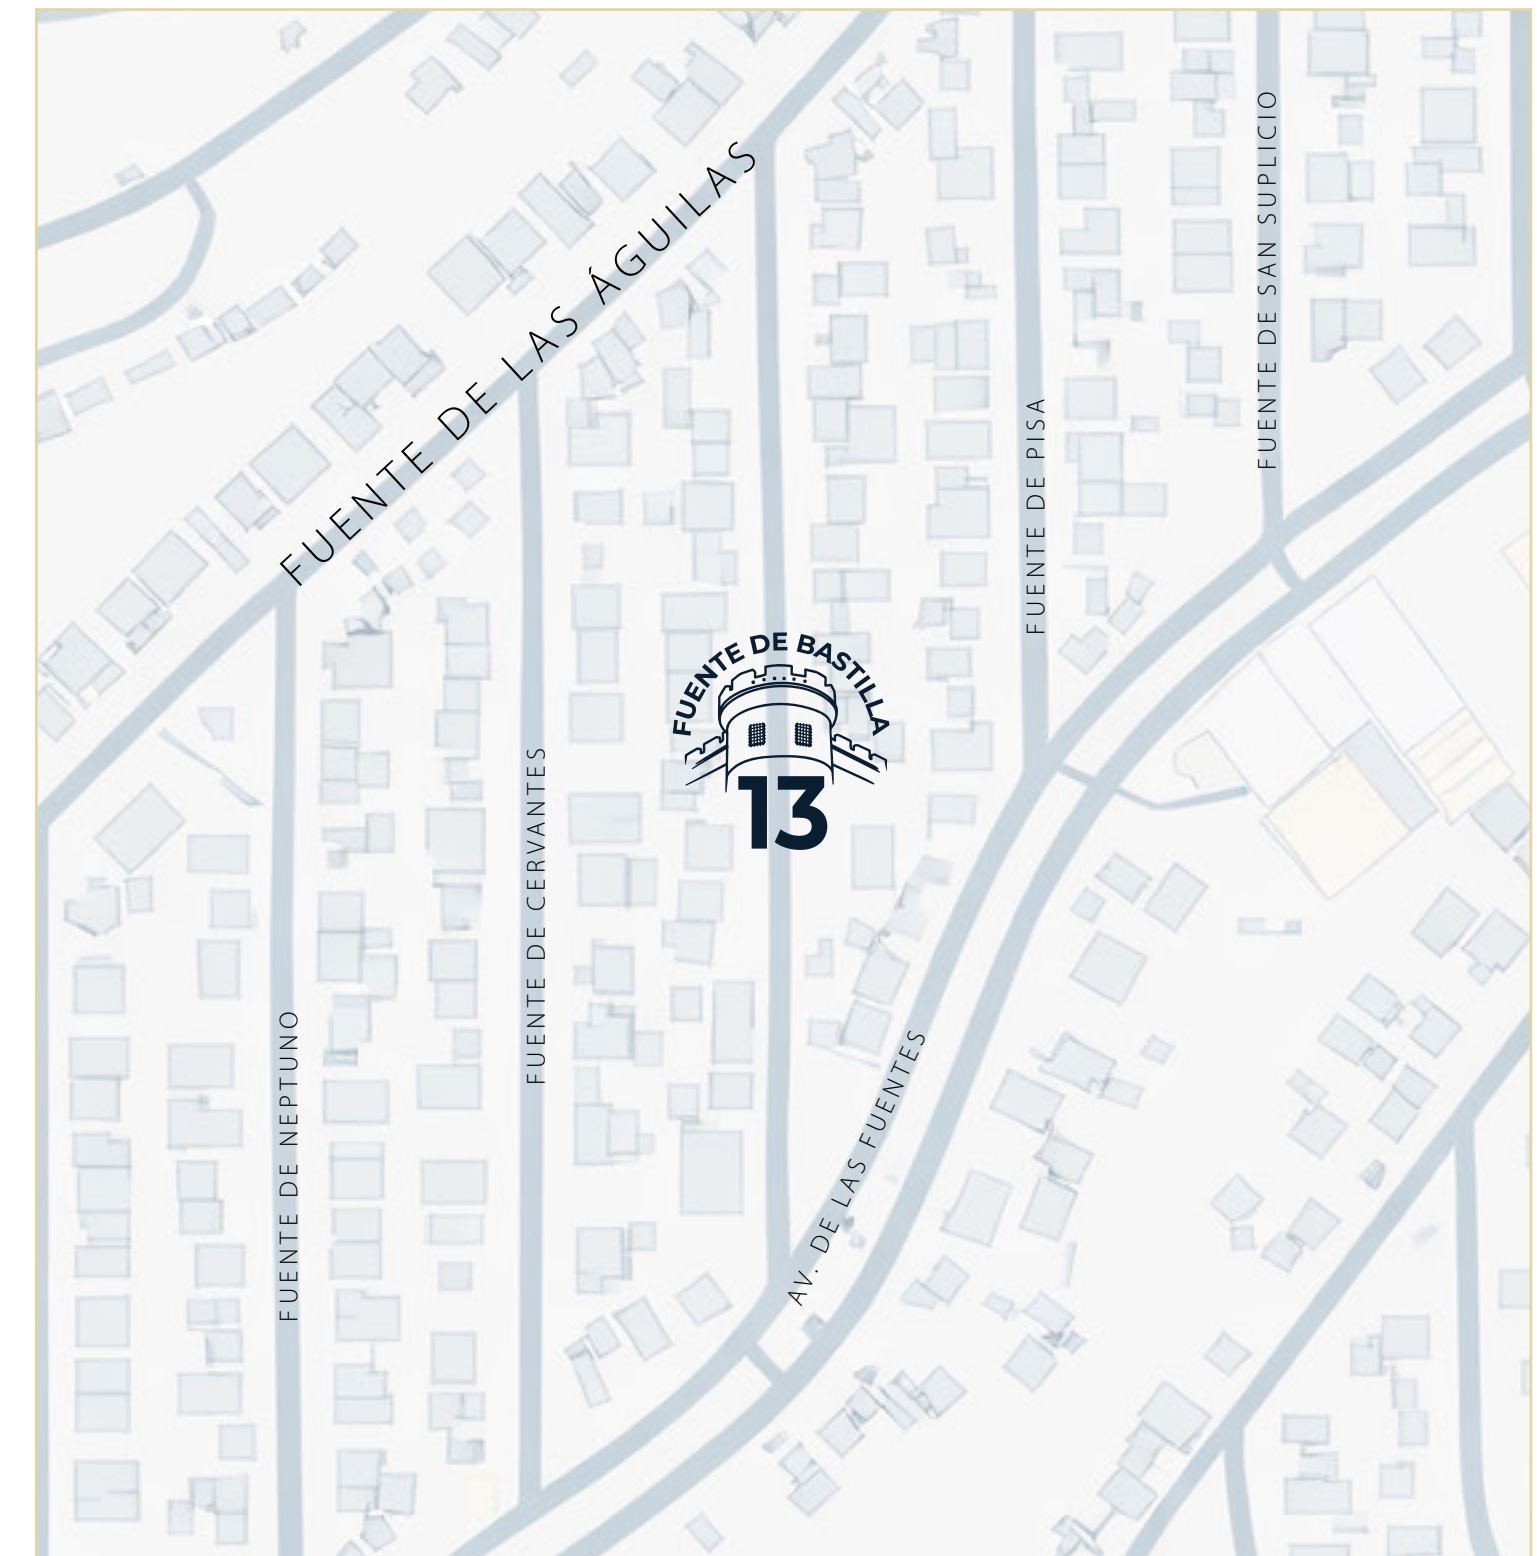 FUENTE DE LAS ÁGUILAS
FUENTE DE SAN SUPLICIO
FUENTE DE PISA
FUENTE DE BASTILLA
13
FUENTE DE CERVANTES
FUENTE DE NEPTUNO
AV. DE LAS FUENTES